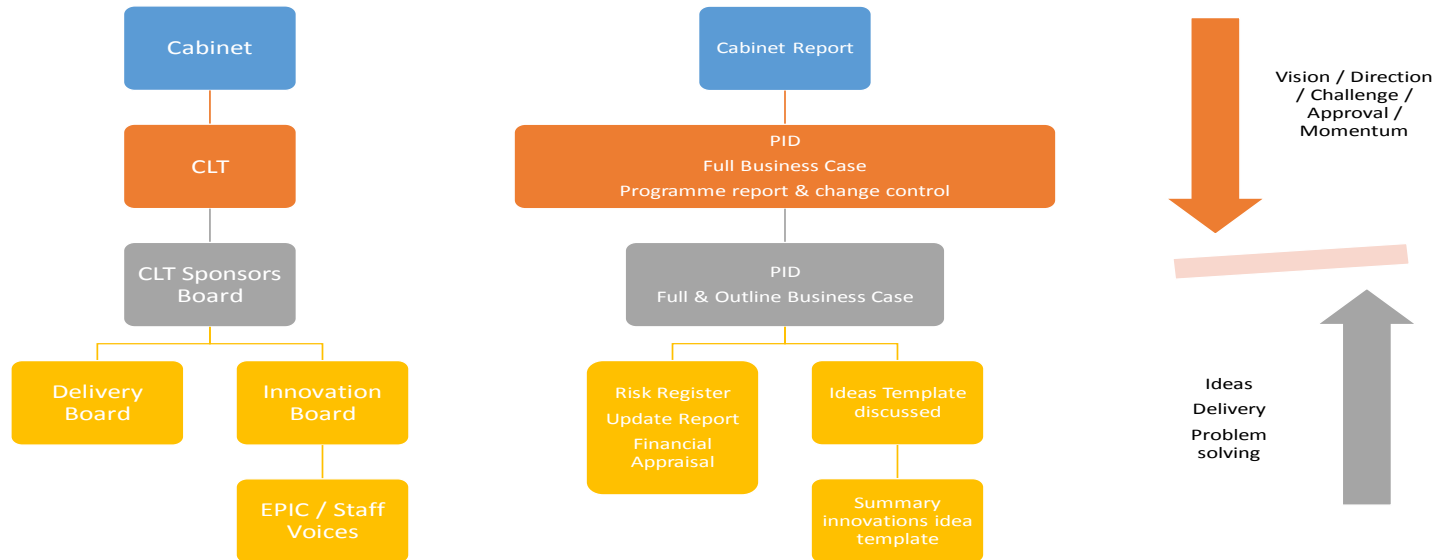 Cabinet
CLT
CLT Sponsors
Board
Delivery
Board
Innovation
Board
EPIC / Staff
Voices
Cabinet Report
PID
Full Business Case
Programme report & change control
PID
Full & Outline Business Case
Risk Register
Update Report
Financial
Appraisal
Ideas Template
discussed
Summary
innovations idea
template
Vision / Direction
/ Challenge /
Approval /
Momentum
Ideas
Delivery
Problem
solving